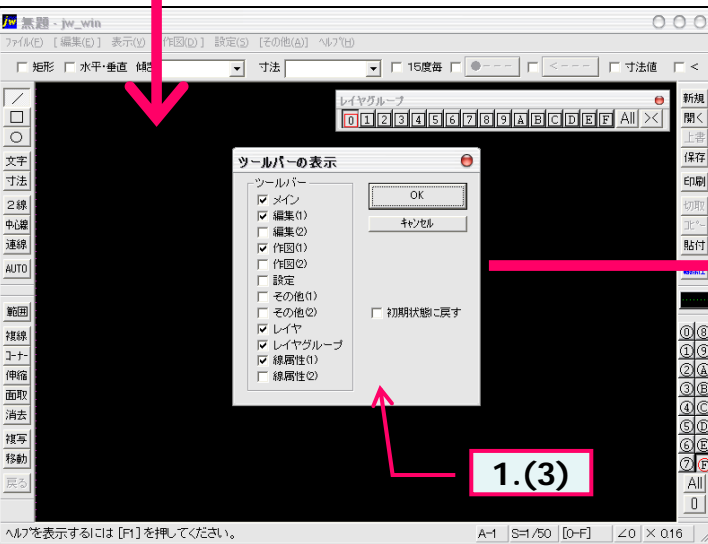 無題 - jw_win
ファイル(F) [編集(E)] 表示(V) [作図(D)] 設定(S) [その他(A)] ヘルプ(H)
矩形 水平・垂直 傾き 寸法 15度毎 ●--- <--- 寸法値 <
レイヤグループ
0 1 2 3 4 5 6 7 8 9 A B C D E F All ><
文字
寸法
2線
中心線
連線
AUTO
範囲
複線
コーナー
伸縮
面取
消去
複写
移動
戻る
ツールバーの表示
ツールバー
メイン
編集(1)
編集(2)
作図(1)
作図(2)
設定
その他(1)
その他(2)
レイヤ
レイヤグループ
線属性(1)
線属性(2)
OK
キャンセル
初期状態に戻す
1.(3)
新規
開く
上書
保存
印刷
切取
コピー
貼付
0 8
1 9
2 A
3 B
4 C
5 D
6 E
7 F
All
0
ヘルプを表示するには [F1] を押してください。 A-1 S=1/50 [0-F] ∠0 × 0.16